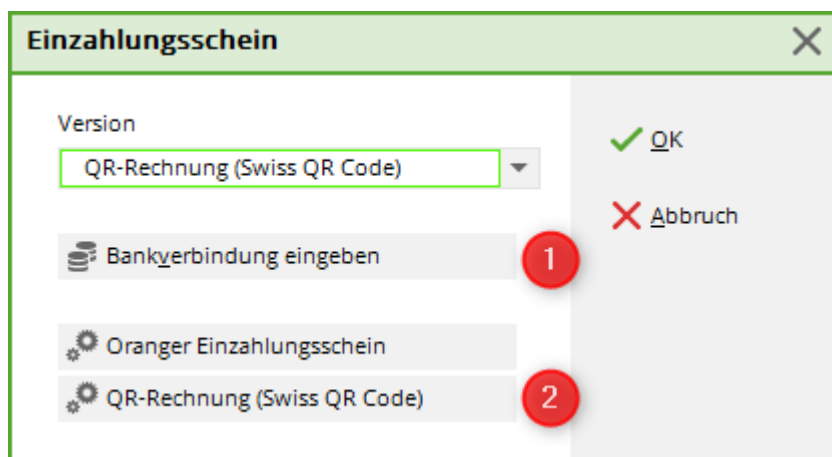 Einzahlungsschein
Version
QR-Rechnung (Swiss QR Code)
OK
Abbruch
Bankverbindung eingeben
1
Oranger Einzahlungsschein
QR-Rechnung (Swiss QR Code)
2